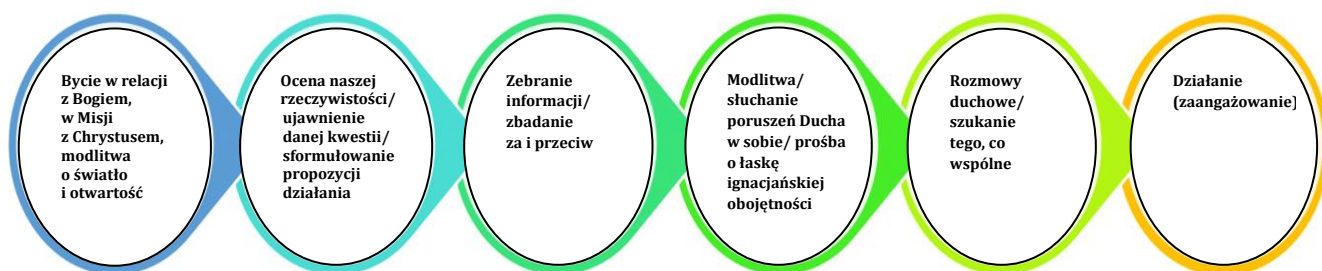 Bycie w relacji
z Bogiem,
w Misji
z Chrystusem,
modlitwa
o światło
i otwartość
Ocena naszej
rzeczywistości/
ujawnienie
danej kwestii/
sformułowanie
propozycji
działania
Zebranie
informacji/
zbadanie
za i przeciw
Modlitwa/
słuchanie
poruszeń Ducha
w sobie/ prośba
o łaskę
ignacjańskiej
obojętności
Rozmowy
duchowe/
szukanie
tego, co
wspólne
Działanie
(zaangażowanie)